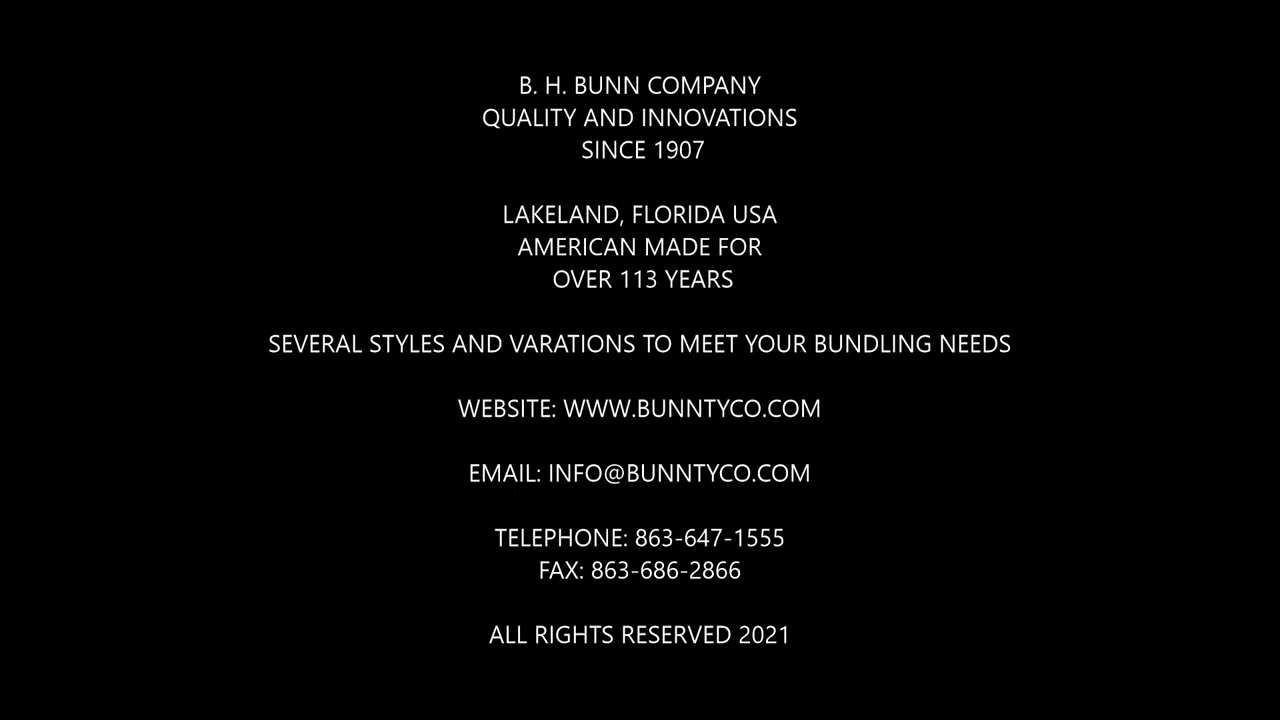 B. H. BUNN COMPANY
QUALITY AND INNOVATIONS
SINCE 1907
LAKELAND, FLORIDA USA
AMERICAN MADE FOR
OVER 113 YEARS
SEVERAL STYLES AND VARATIONS TO MEET YOUR BUNDLING NEEDS
WEBSITE: WWW.BUNNTYCO.COM
EMAIL: INFO@BUNNTYCO.COM
TELEPHONE: 863-647-1555
FAX: 863-686-2866
ALL RIGHTS RESERVED 2021